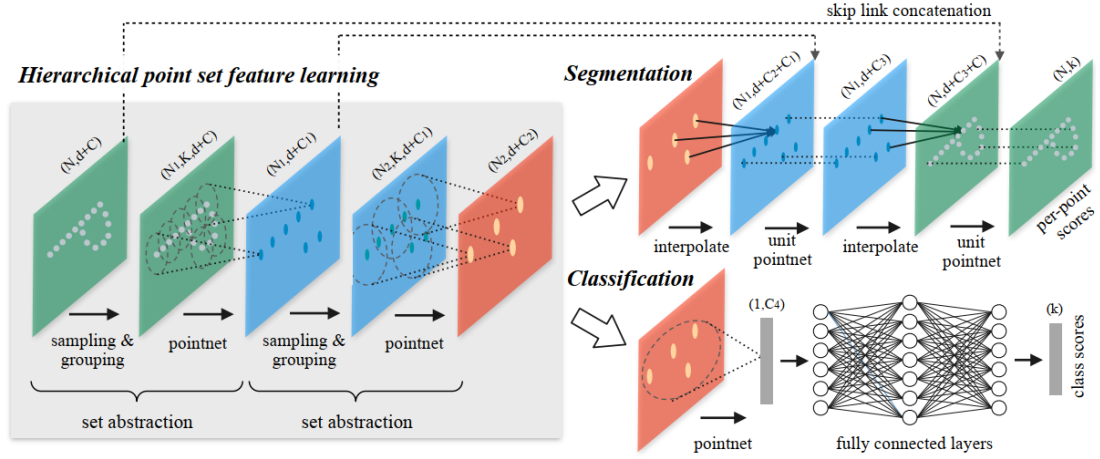 skip link concatenation
Hierarchical point set feature learning
(N,d+C)
(N1,K,d+C)
(N1,d+C1)
(N2,K,d+C1)
(N2,d+C2)
sampling &
grouping
pointnet
sampling &
grouping
pointnet
set abstraction
set abstraction
Segmentation
(N1,d+C2+C1)
(N1,d+C3)
(N,d+C3+C)
(N,k)
per-point
scores
interpolate
unit
pointnet
interpolate
unit
pointnet
Classification
(1,C4)
(k)
class scores
pointnet
fully connected layers